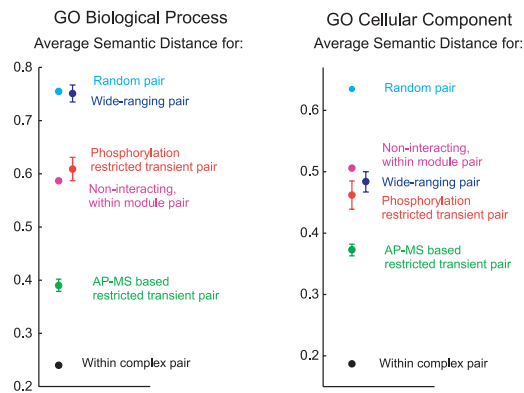 GO Biological Process
Average Semantic Distance for:
0.8
Random pair
Wide-ranging pair
0.7
Phosphorylation
restricted transient pair
0.6
Non-interacting,
within module pair
0.5
0.4
AP-MS based
restricted transient pair
0.3
Within complex pair
0.2
GO Cellular Component
Average Semantic Distance for:
0.6
Random pair
Non-interacting,
within module pair
0.5
Wide-ranging pair
Phosphorylation
restricted transient pair
0.4
AP-MS based
restricted transient pair
0.3
0.2
Within complex pair